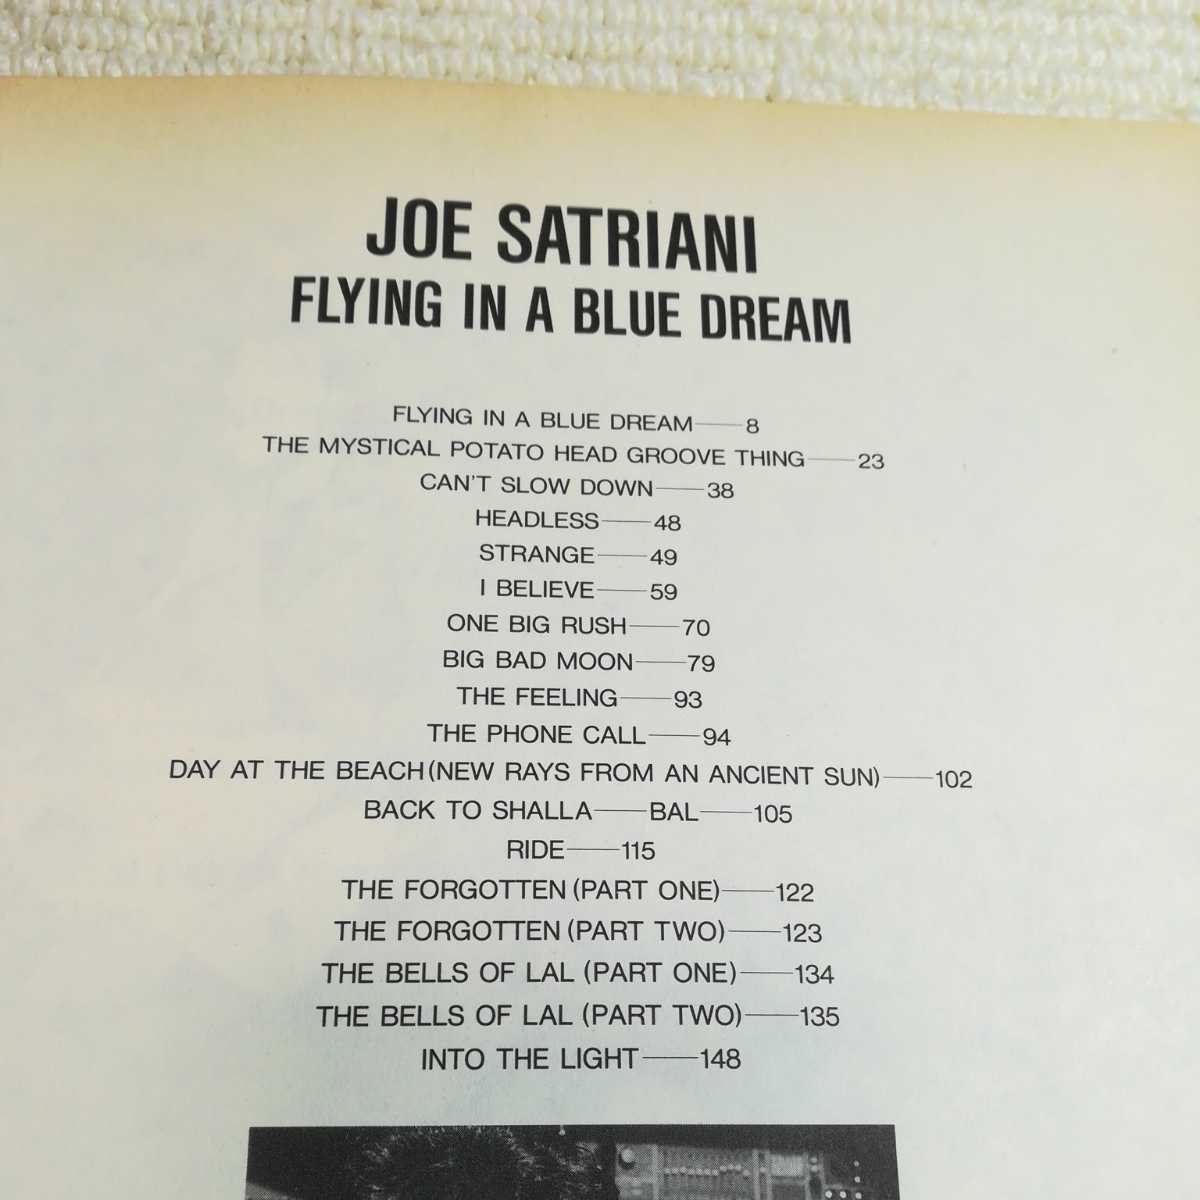 JOE SATRIANI
FLYING IN A BLUE DREAM
FLYING IN A BLUE DREAM——8
THE MYSTICAL POTATO HEAD GROOVE THING——23
CAN'T SLOW DOWN——38
HEADLESS——48
STRANGE——49
I BELIEVE——59
ONE BIG RUSH——70
BIG BAD MOON——79
THE FEELING——93
THE PHONE CALL——94
DAY AT THE BEACH(NEW RAYS FROM AN ANCIENT SUN)——102
BACK TO SHALLA——BAL——105
RIDE——115
THE FORGOTTEN(PART ONE)——122
THE FORGOTTEN(PART TWO)——123
THE BELLS OF LAL (PART ONE)——134
THE BELLS OF LAL (PART TWO)——135
INTO THE LIGHT——148